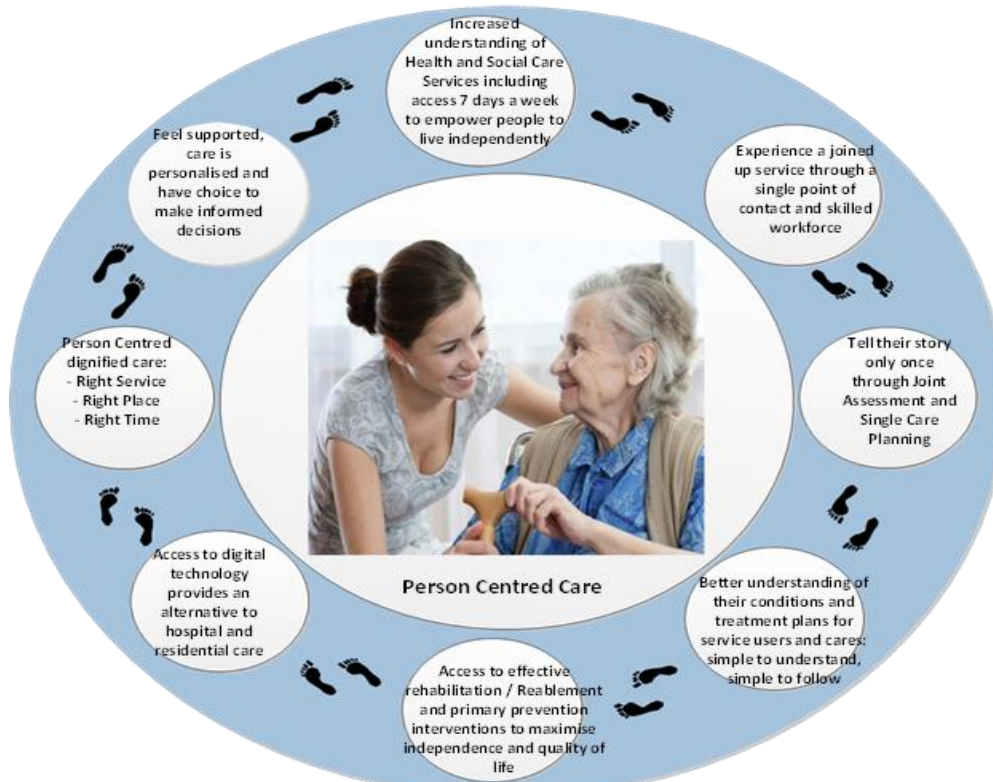 Increased
understanding of
Health and Social Care
Services including
access 7 days a week
to empower people to
live independently
Experience a joined
up service through a
single point of
contact and skilled
workforce
Tell their story
only once
through Joint
Assessment and
Single Care
Planning
Better understanding of
their conditions and
treatment plans for
service users and cares:
simple to understand,
simple to follow
Access to effective
rehabilitation / Reablement
and primary prevention
interventions to maximise
independence and quality of
life
Access to digital
technology
provides an
alternative to
hospital and
residential care
Person Centred
dignified care:
- Right Service
- Right Place
- Right Time
Feel supported,
care is
personalised and
have choice to
make informed
decisions
Person Centred Care